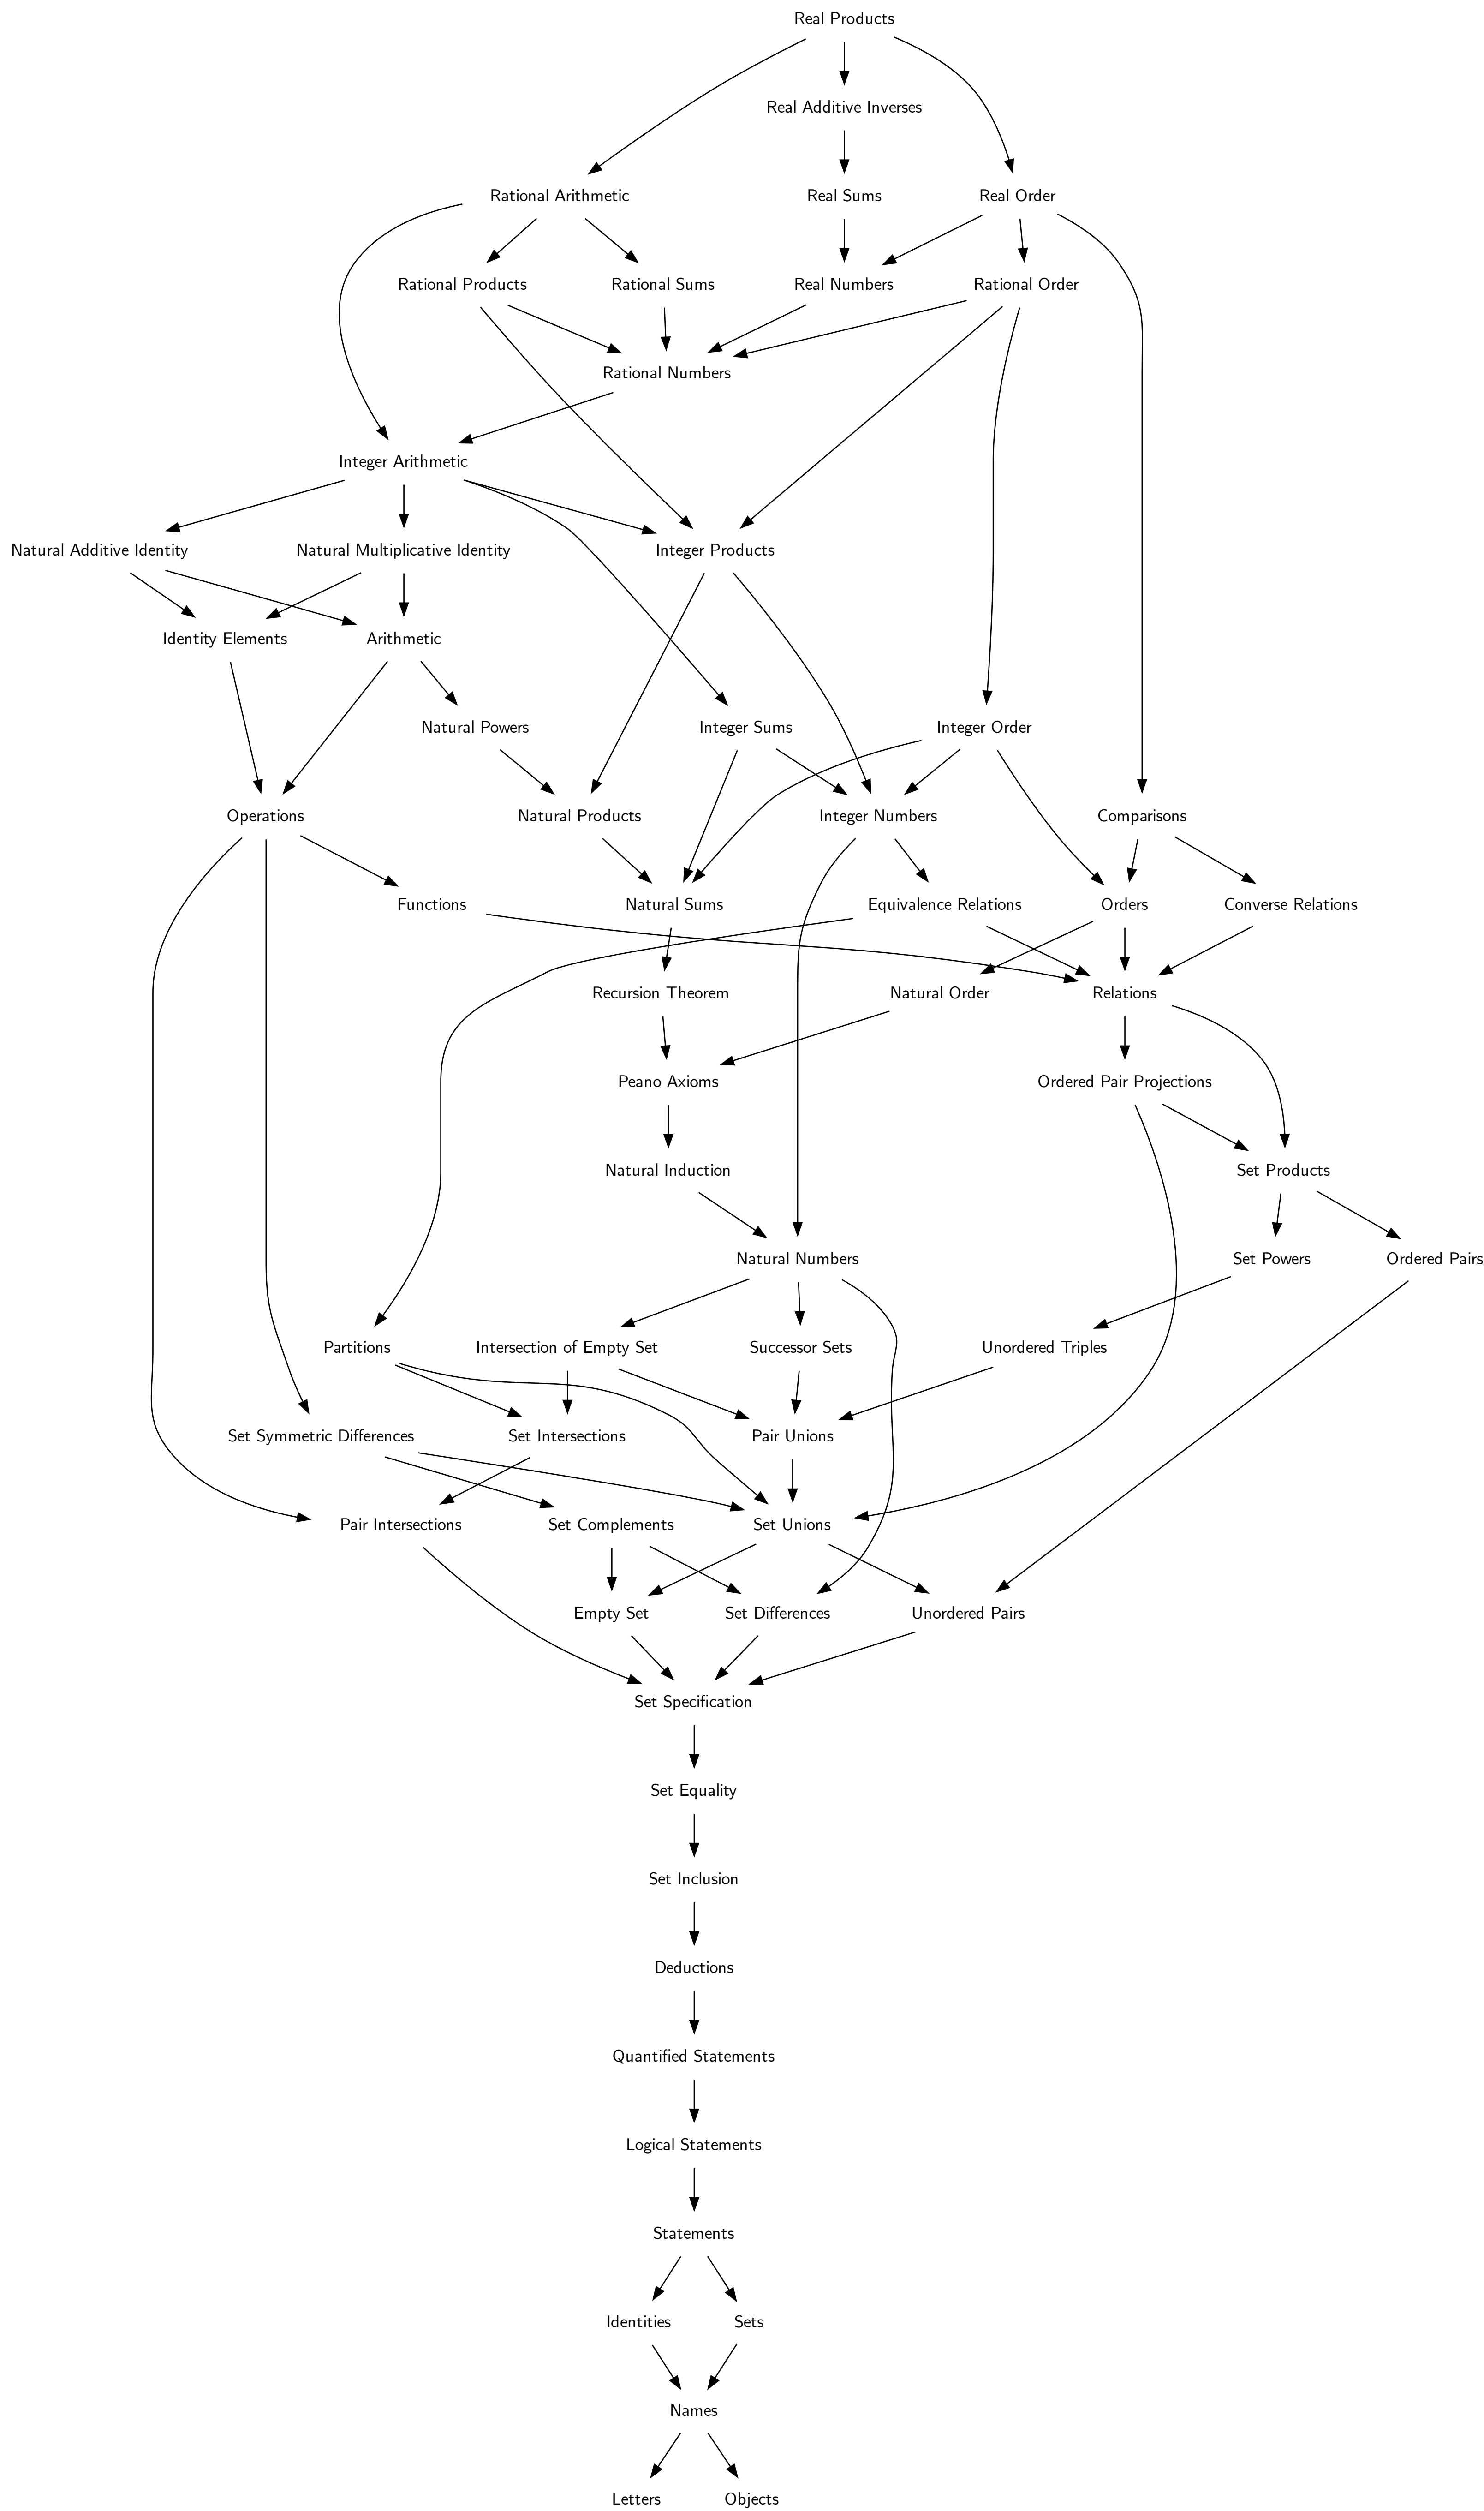 Real Products
Real Additive Inverses
Rational Arithmetic
Real Sums
Real Order
Rational Products
Rational Sums
Real Numbers
Rational Order
Rational Numbers
Integer Arithmetic
Natural Additive Identity
Natural Multiplicative Identity
Integer Products
Identity Elements
Arithmetic
Natural Powers
Integer Sums
Integer Order
Operations
Natural Products
Integer Numbers
Comparisons
Functions
Natural Sums
Equivalence Relations
Orders
Converse Relations
Recursion Theorem
Natural Order
Relations
Peano Axioms
Ordered Pair Projections
Natural Induction
Set Products
Natural Numbers
Set Powers
Ordered Pairs
Partitions
Intersection of Empty Set
Successor Sets
Unordered Triples
Set Symmetric Differences
Set Intersections
Pair Unions
Pair Intersections
Set Complements
Set Unions
Empty Set
Set Differences
Unordered Pairs
Set Specification
Set Equality
Set Inclusion
Deductions
Quantified Statements
Logical Statements
Statements
Identities
Sets
Names
Letters
Objects